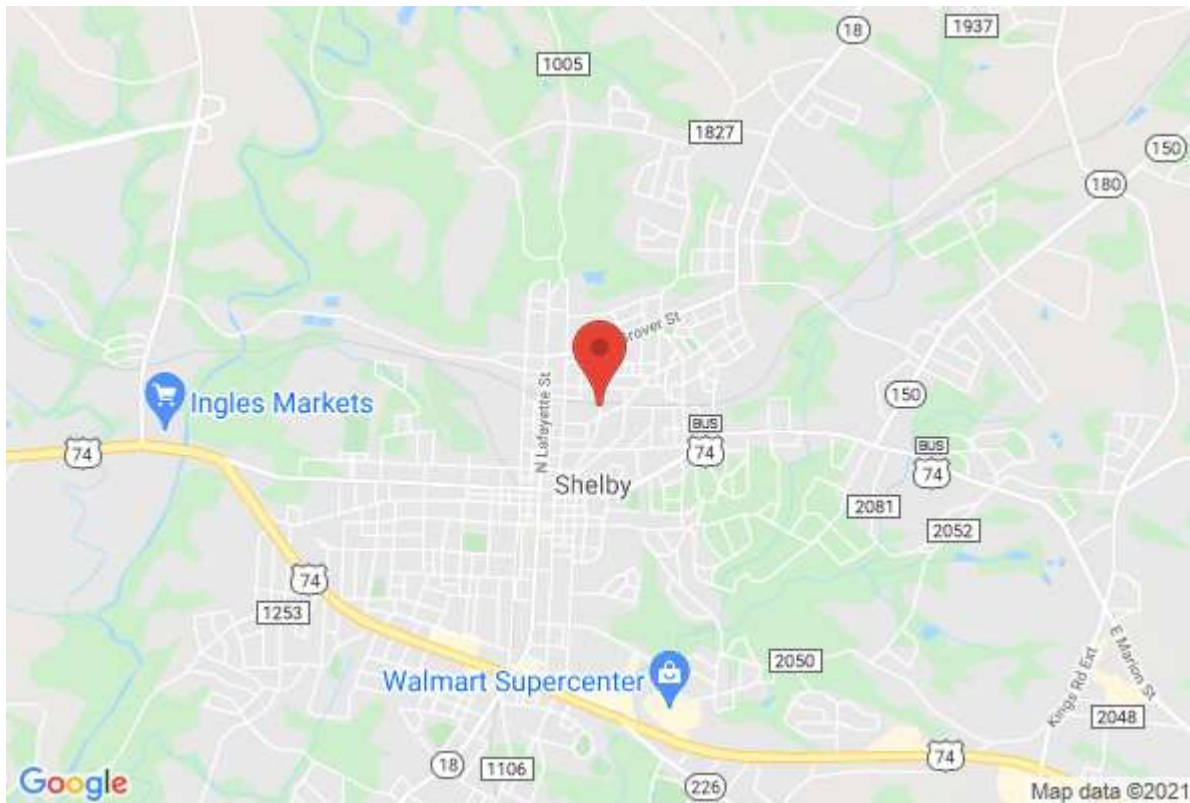 1937
18
1005
1827
150
180
Grover St
N Lafayette St
Ingles Markets
150
BUS
74
BUS
74
74
Shelby
2081
2052
74
1253
2050
E Marion St
Kings Rd Ext
Walmart Supercenter
2048
74
18
1106
226
Google
Map data ©2021